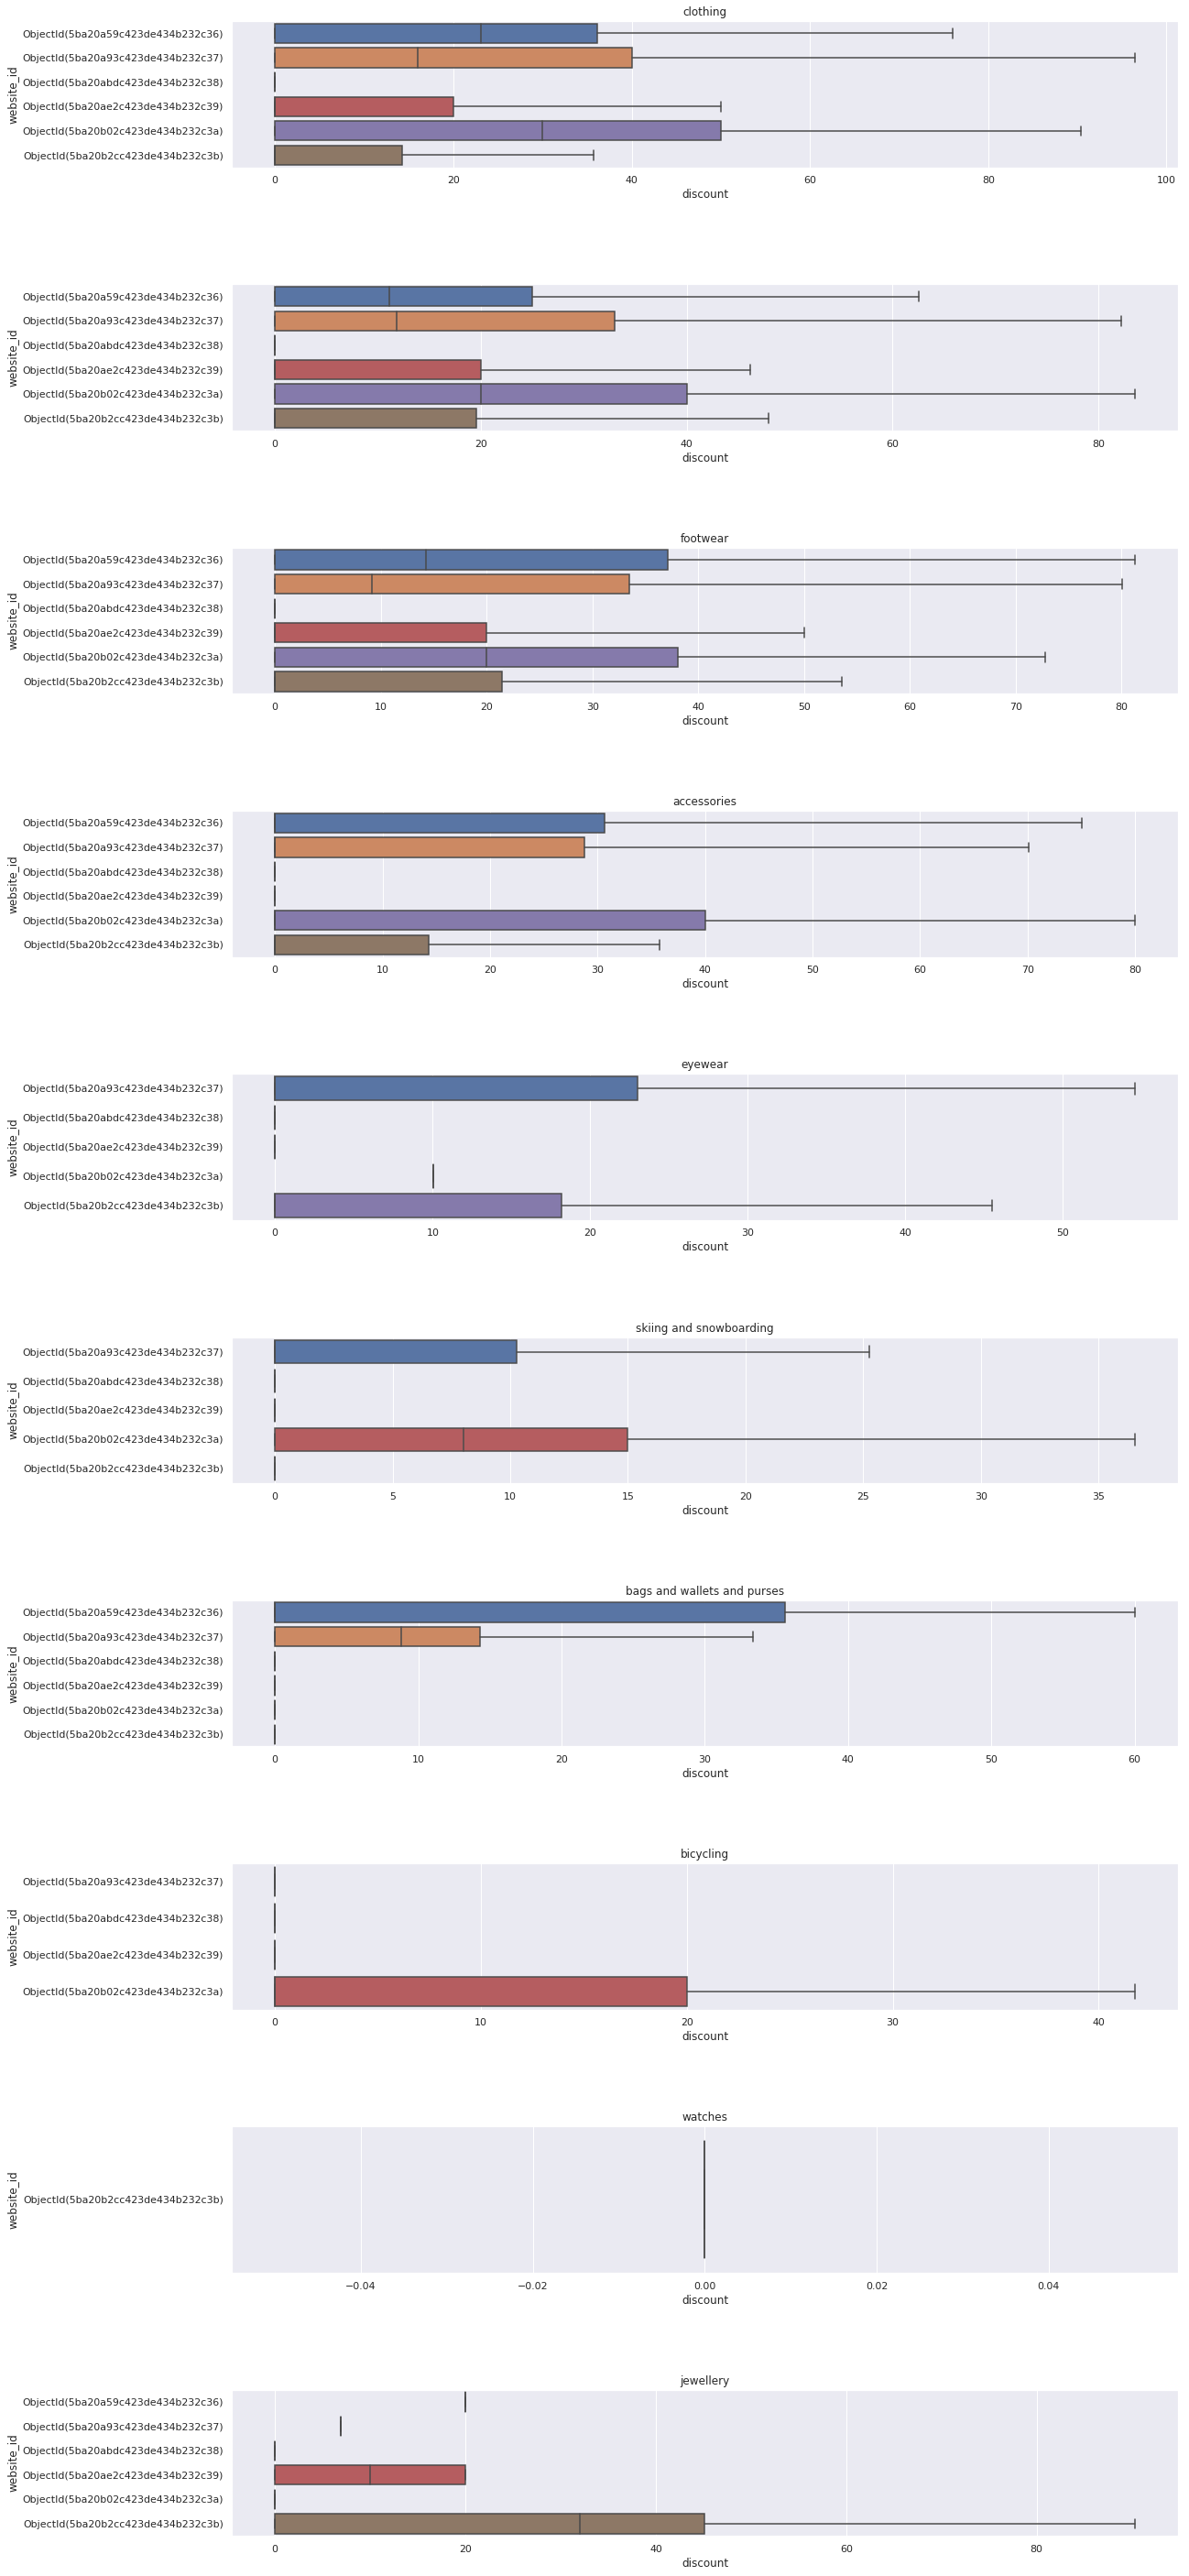 clothing
website_id
ObjectId(5ba20a59c423de434b232c36)
ObjectId(5ba20a93c423de434b232c37)
ObjectId(5ba20abdc423de434b232c38)
ObjectId(5ba20ae2c423de434b232c39)
ObjectId(5ba20b02c423de434b232c3a)
ObjectId(5ba20b2cc423de434b232c3b)
0 20 40 60 80 100
discount
website_id
ObjectId(5ba20a59c423de434b232c36)
ObjectId(5ba20a93c423de434b232c37)
ObjectId(5ba20abdc423de434b232c38)
ObjectId(5ba20ae2c423de434b232c39)
ObjectId(5ba20b02c423de434b232c3a)
ObjectId(5ba20b2cc423de434b232c3b)
0 20 40 60 80
discount
footwear
website_id
ObjectId(5ba20a59c423de434b232c36)
ObjectId(5ba20a93c423de434b232c37)
ObjectId(5ba20abdc423de434b232c38)
ObjectId(5ba20ae2c423de434b232c39)
ObjectId(5ba20b02c423de434b232c3a)
ObjectId(5ba20b2cc423de434b232c3b)
0 10 20 30 40 50 60 70 80
discount
accessories
website_id
ObjectId(5ba20a59c423de434b232c36)
ObjectId(5ba20a93c423de434b232c37)
ObjectId(5ba20abdc423de434b232c38)
ObjectId(5ba20ae2c423de434b232c39)
ObjectId(5ba20b02c423de434b232c3a)
ObjectId(5ba20b2cc423de434b232c3b)
0 10 20 30 40 50 60 70 80
discount
eyewear
website_id
ObjectId(5ba20a93c423de434b232c37)
ObjectId(5ba20abdc423de434b232c38)
ObjectId(5ba20ae2c423de434b232c39)
ObjectId(5ba20b02c423de434b232c3a)
ObjectId(5ba20b2cc423de434b232c3b)
0 10 20 30 40 50
discount
skiing and snowboarding
website_id
ObjectId(5ba20a93c423de434b232c37)
ObjectId(5ba20abdc423de434b232c38)
ObjectId(5ba20ae2c423de434b232c39)
ObjectId(5ba20b02c423de434b232c3a)
ObjectId(5ba20b2cc423de434b232c3b)
0 5 10 15 20 25 30 35
discount
bags and wallets and purses
website_id
ObjectId(5ba20a59c423de434b232c36)
ObjectId(5ba20a93c423de434b232c37)
ObjectId(5ba20abdc423de434b232c38)
ObjectId(5ba20ae2c423de434b232c39)
ObjectId(5ba20b02c423de434b232c3a)
ObjectId(5ba20b2cc423de434b232c3b)
0 10 20 30 40 50 60
discount
bicycling
website_id
ObjectId(5ba20a93c423de434b232c37)
ObjectId(5ba20abdc423de434b232c38)
ObjectId(5ba20ae2c423de434b232c39)
ObjectId(5ba20b02c423de434b232c3a)
0 10 20 30 40
discount
watches
website_id
ObjectId(5ba20b2cc423de434b232c3b)
−0.04 −0.02 0.00 0.02 0.04
discount
jewellery
website_id
ObjectId(5ba20a59c423de434b232c36)
ObjectId(5ba20a93c423de434b232c37)
ObjectId(5ba20abdc423de434b232c38)
ObjectId(5ba20ae2c423de434b232c39)
ObjectId(5ba20b02c423de434b232c3a)
ObjectId(5ba20b2cc423de434b232c3b)
0 20 40 60 80
discount